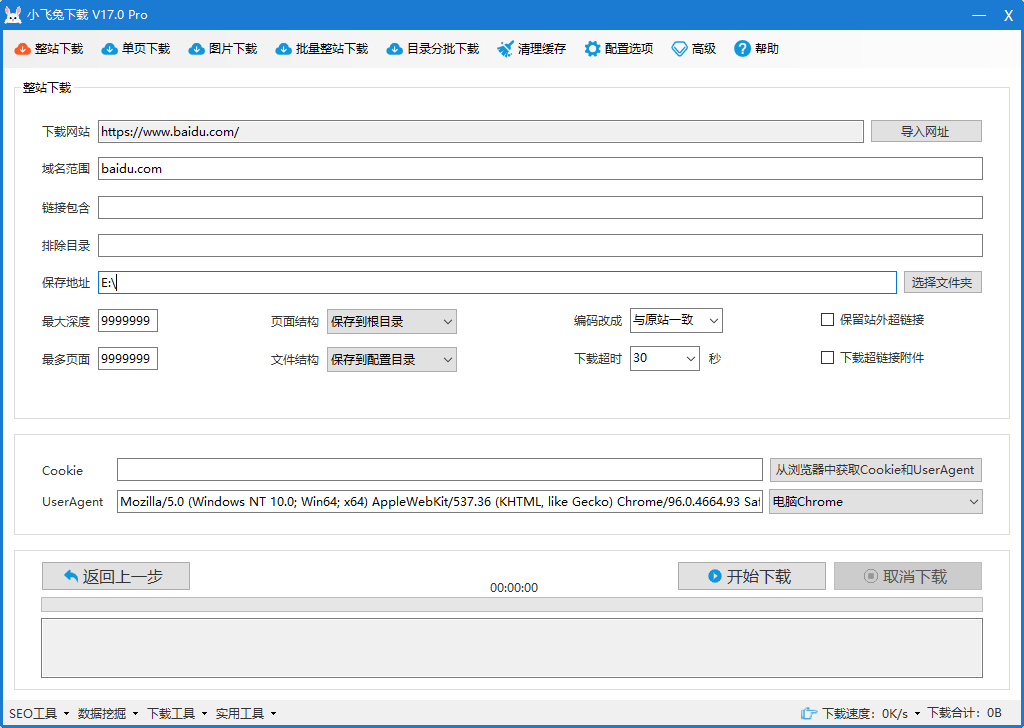 小飞兔下载 V17.0 Pro
整站下载 单页下载 图片下载 批量整站下载 目录分批下载 清理缓存 配置选项 高级 帮助
整站下载
下载网站 https://www.baidu.com/ 导入网址
域名范围 baidu.com
链接包含
排除目录
保存地址 E:\ 选择文件夹
最大深度 9999999 页面结构 保存到根目录 编码改成 与原站一致 保留站外超链接
最多页面 9999999 文件结构 保存到配置目录 下载超时 30 秒 下载超链接附件
Cookie 从浏览器中获取Cookie和UserAgent
UserAgent Mozilla/5.0 (Windows NT 10.0; Win64; x64) AppleWebKit/537.36 (KHTML, like Gecko) Chrome/96.0.4664.93 Saf 电脑Chrome
返回上一步 00:00:00 开始下载 取消下载
SEO工具 数据挖掘 下载工具 实用工具 下载速度: 0K/s 下载合计: 0B